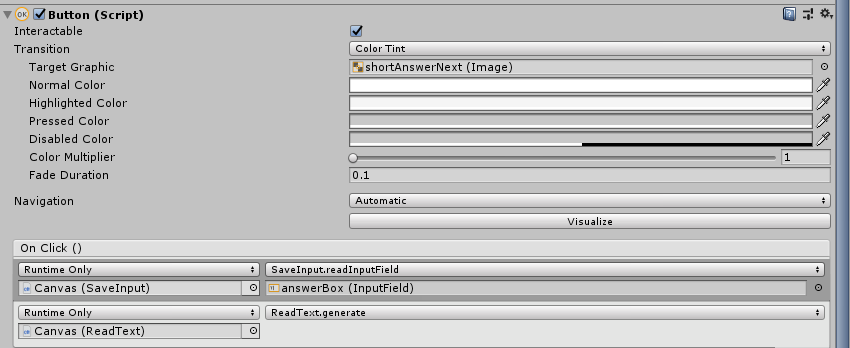 OK Button (Script)
Interactable
Transition Color Tint
Target Graphic shortAnswerNext (Image)
Normal Color
Highlighted Color
Pressed Color
Disabled Color
Color Multiplier 1
Fade Duration 0.1
Navigation Automatic
Visualize
On Click ()
Runtime Only SaveInput.readInputField
Canvas (SaveInput) answerBox (InputField)
Runtime Only ReadText.generate
Canvas (ReadText)